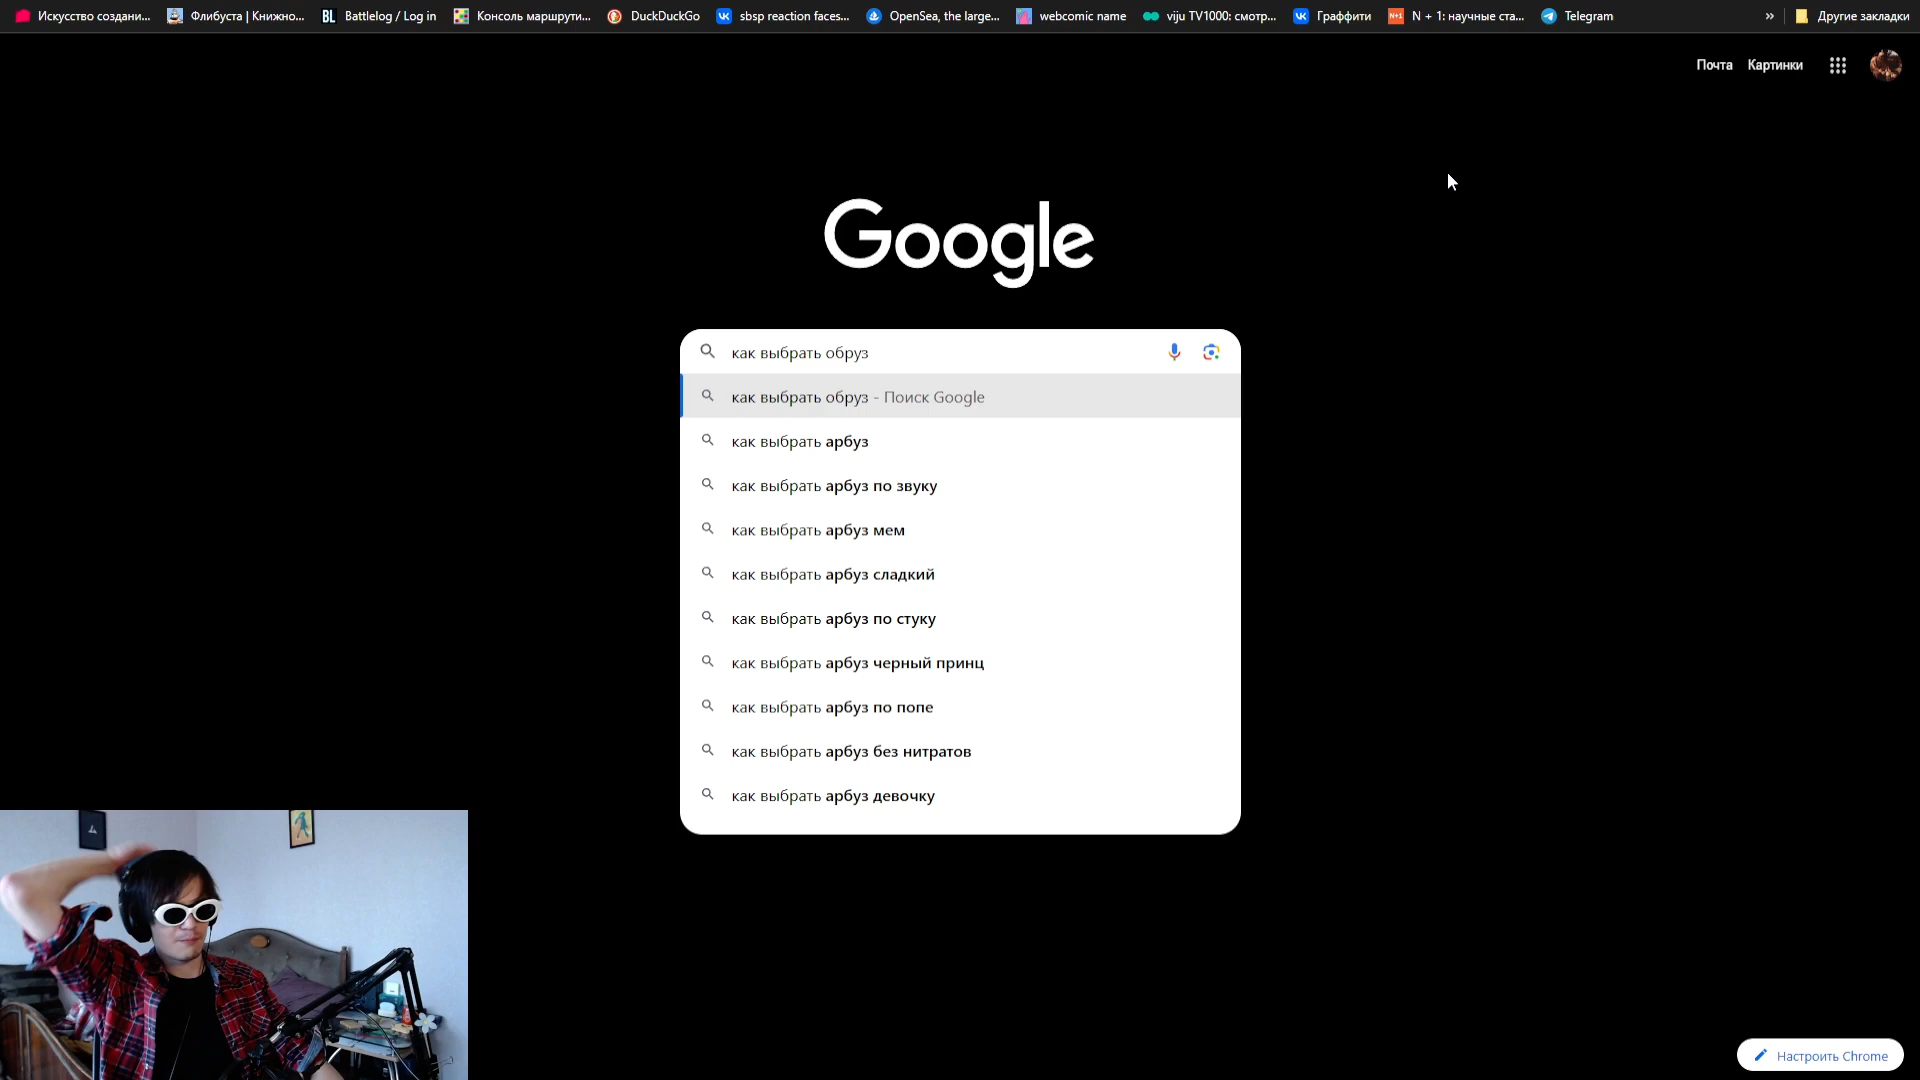 Искусство создани...
Флибуста | Книжно...
BL Battlelog / Log in
Консоль маршрути...
DuckDuckGo
sbsp reaction faces...
OpenSea, the large...
webcomic name
viju TV1000: смотр...
Граффити
N+1 N + 1: научные ста...
Telegram
»
Другие закладки
Почта
Картинки
Google
как выбрать обруз
как выбрать обруз - Поиск Google
как выбрать арбуз
как выбрать арбуз по звуку
как выбрать арбуз мем
как выбрать арбуз сладкий
как выбрать арбуз по стуку
как выбрать арбуз черный принц
как выбрать арбуз по попе
как выбрать арбуз без нитратов
как выбрать арбуз девочку
Настроить Chrome